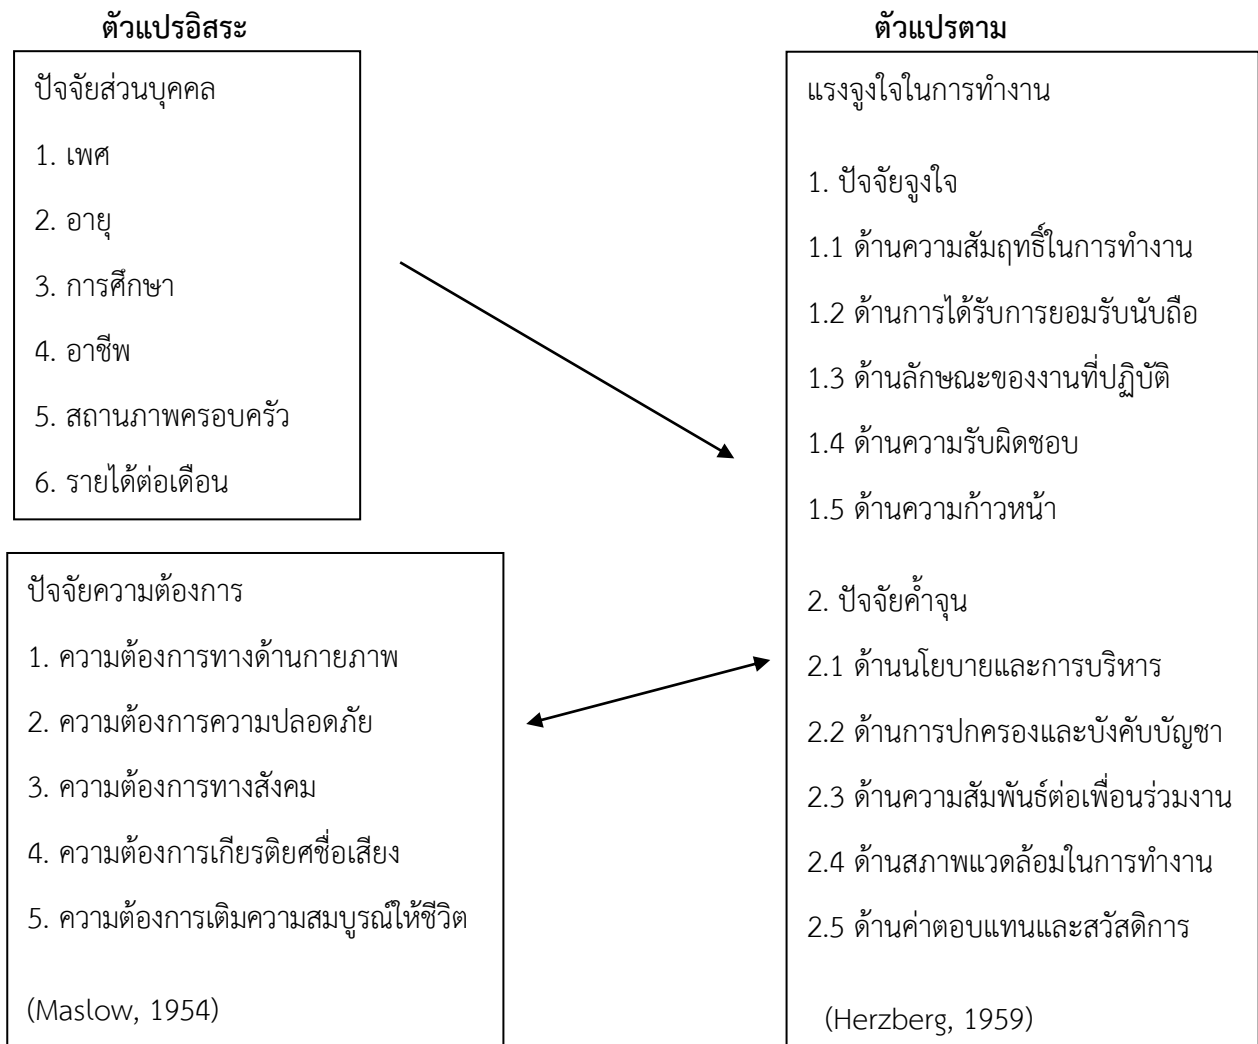 ตัวแปรอิสระ
ปัจจัยส่วนบุคคล
1. เพศ
2. อายุ
3. การศึกษา
4. อาชีพ
5. สถานภาพครอบครัว
6. รายได้ต่อเดือน
ปัจจัยความต้องการ
1. ความต้องการทางด้านกายภาพ
2. ความต้องการความปลอดภัย
3. ความต้องการทางสังคม
4. ความต้องการเกียรติยศชื่อเสียง
5. ความต้องการเติมความสมบูรณ์ให้ชีวิต
(Maslow, 1954)
ตัวแปรตาม
แรงจูงใจในการทำงาน
1. ปัจจัยจูงใจ
1.1 ด้านความสัมฤทธิ์ในการทำงาน
1.2 ด้านการได้รับการยอมรับนับถือ
1.3 ด้านลักษณะของงานที่ปฏิบัติ
1.4 ด้านความรับผิดชอบ
1.5 ด้านความก้าวหน้า
2. ปัจจัยค้ำจุน
2.1 ด้านนโยบายและการบริหาร
2.2 ด้านการปกครองและบังคับบัญชา
2.3 ด้านความสัมพันธ์ต่อเพื่อนร่วมงาน
2.4 ด้านสภาพแวดล้อมในการทำงาน
2.5 ด้านค่าตอบแทนและสวัสดิการ
(Herzberg, 1959)